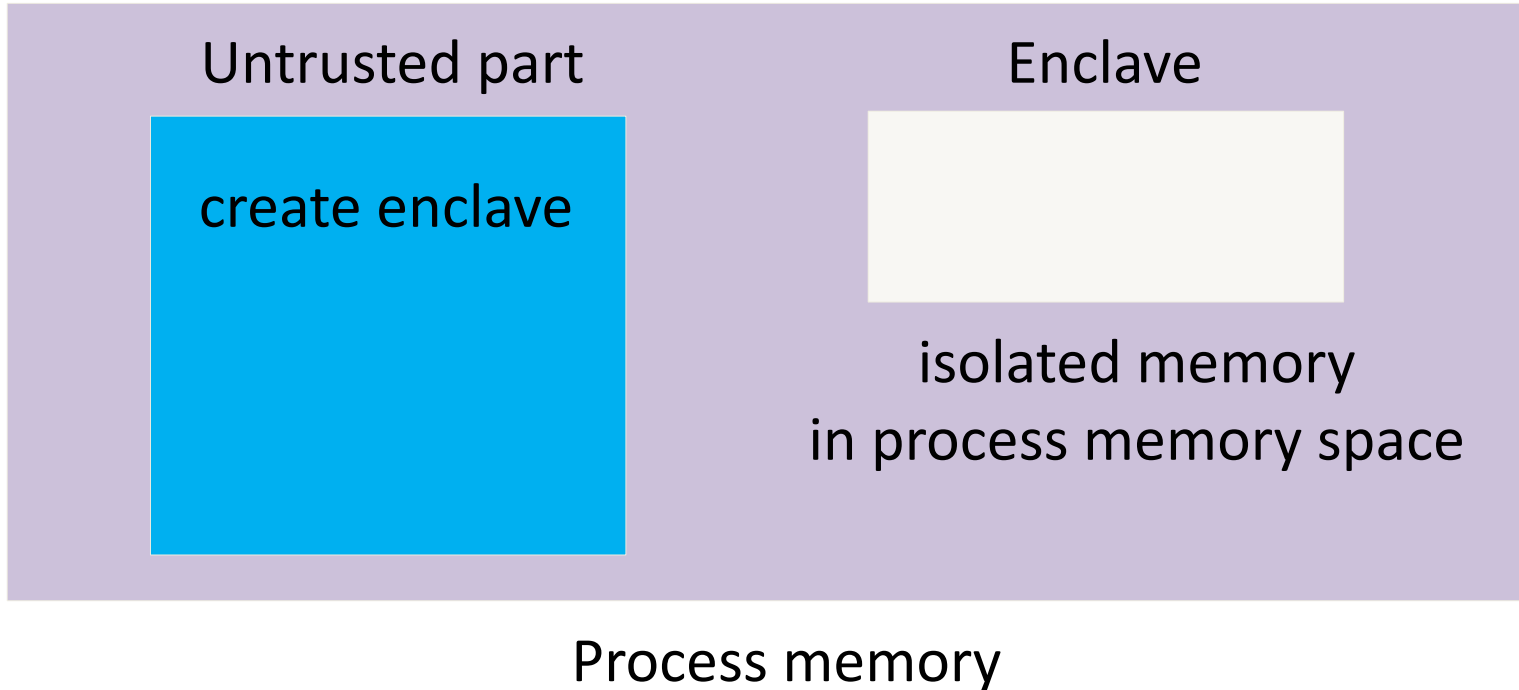 Untrusted part
Enclave
create enclave
isolated memory
in process memory space
Process memory